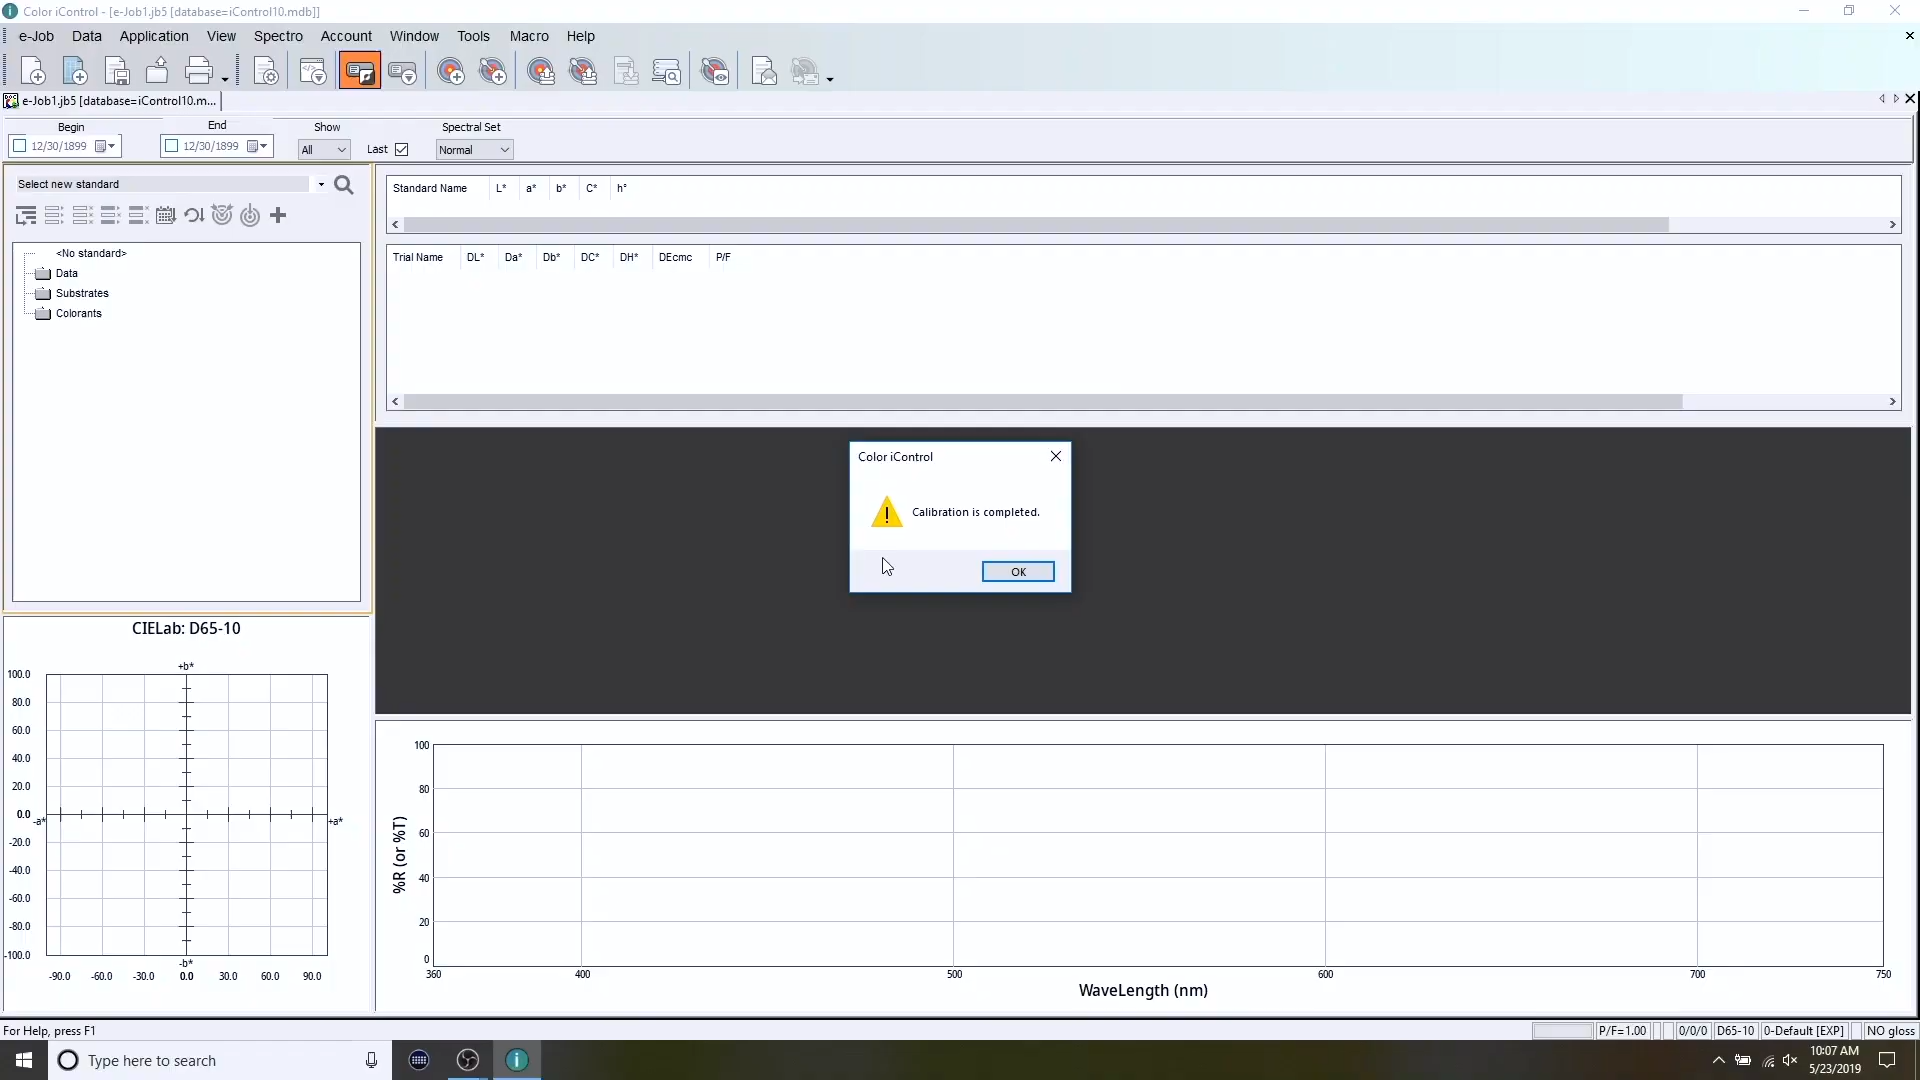 Color iControl - [e-Job1.jb5 [database=iControl10.mdb]]
e-Job Data Application View Spectro Account Window Tools Macro Help
e-Job1.jb5 [database=iControl10.m...
Begin End Show Spectral Set
12/30/1899 12/30/1899 All Last Normal
Select new standard
<No standard>
Data
Substrates
Colorants
Standard Name L* a* b* C* h°
Trial Name DL* Da* Db* DC* DH* DEcmc P/F
Color iControl
Calibration is completed.
OK
CIELab: D65-10
+b*
100.0
80.0
60.0
40.0
20.0
0.0
-a* +a*
-20.0
-40.0
-60.0
-80.0
-100.0
-b*
-90.0 -60.0 -30.0 0.0 30.0 60.0 90.0
100
80
60
40
20
0
%R (or %T)
360 400 500 600 700 750
WaveLength (nm)
For Help, press F1
P/F=1.00 0/0/0 D65-10 0-Default [EXP] NO gloss
Type here to search
10:07 AM
5/23/2019